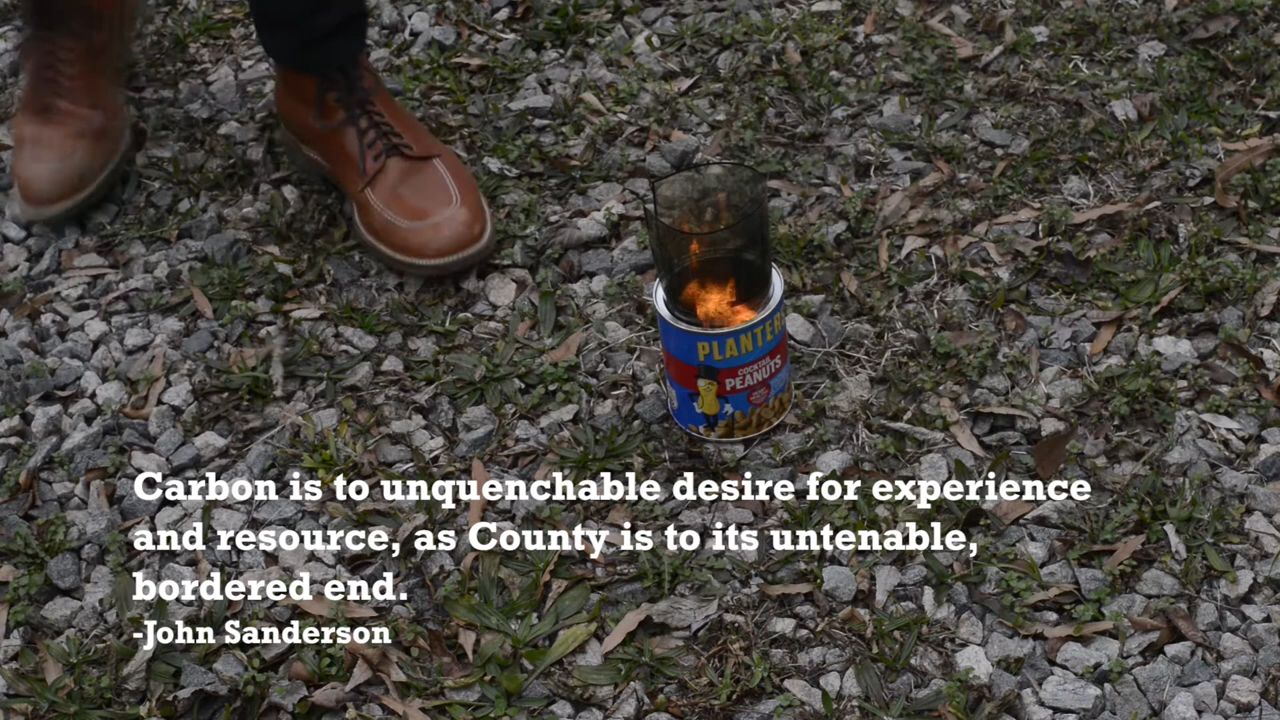 PLANTERS
COCKTAIL
PEANUTS
Carbon is to unquenchable desire for experience
and resource, as County is to its untenable,
bordered end.
-John Sanderson